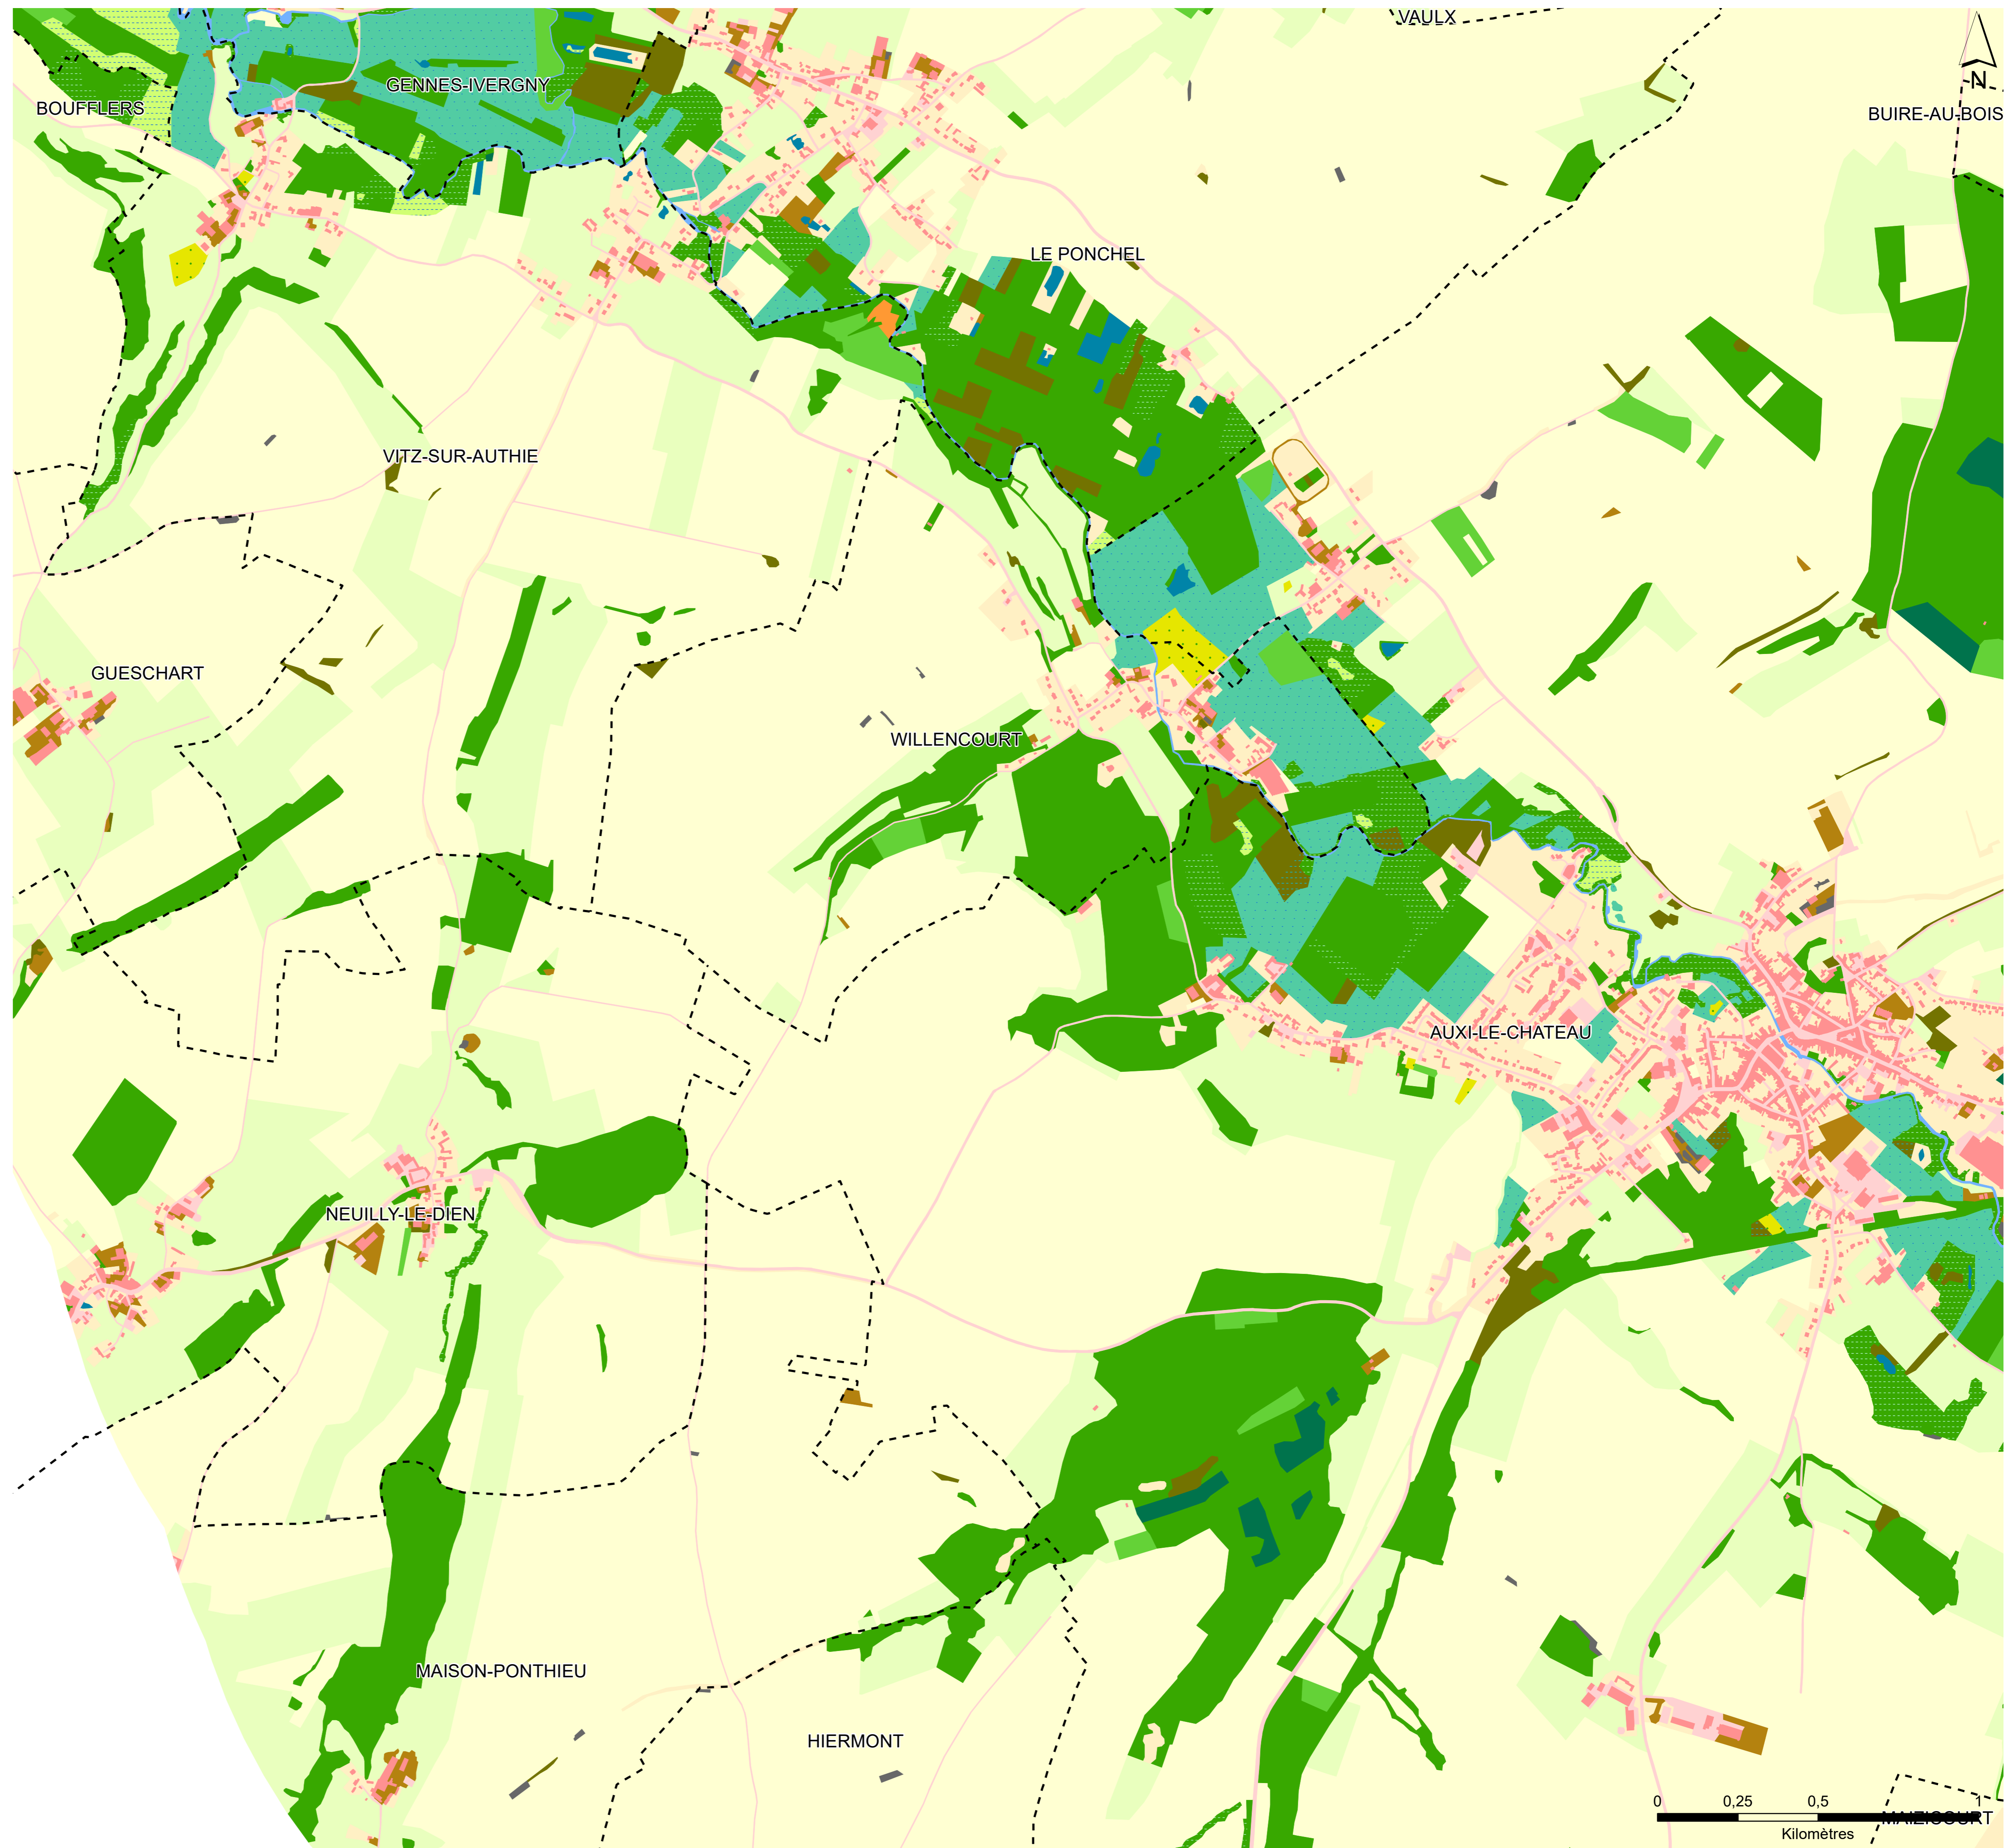 VAULX
N
GENNES-IVERGNY
BOUFFLERS
BUIRE-AU-BOIS
LE PONCHEL
VITZ-SUR-AUTHIE
GUESCHART
WILLENCOURT
AUXI-LE-CHATEAU
NEUILLY-LE-DIEN
MAISON-PONTHIEU
HIERMONT
0 0,25 0,5 1
MAIZICOURT
Kilomètres